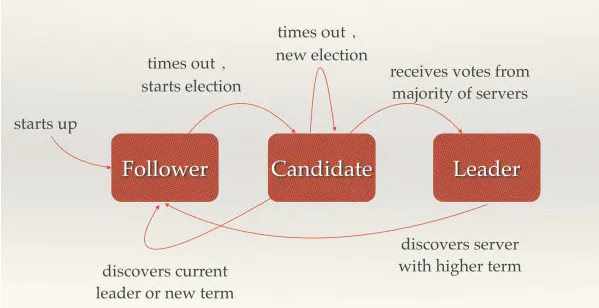 times out，
new election
times out，
starts election
receives votes from
majority of servers
starts up
Follower
Candidate
Leader
discovers server
with higher term
discovers current
leader or new term